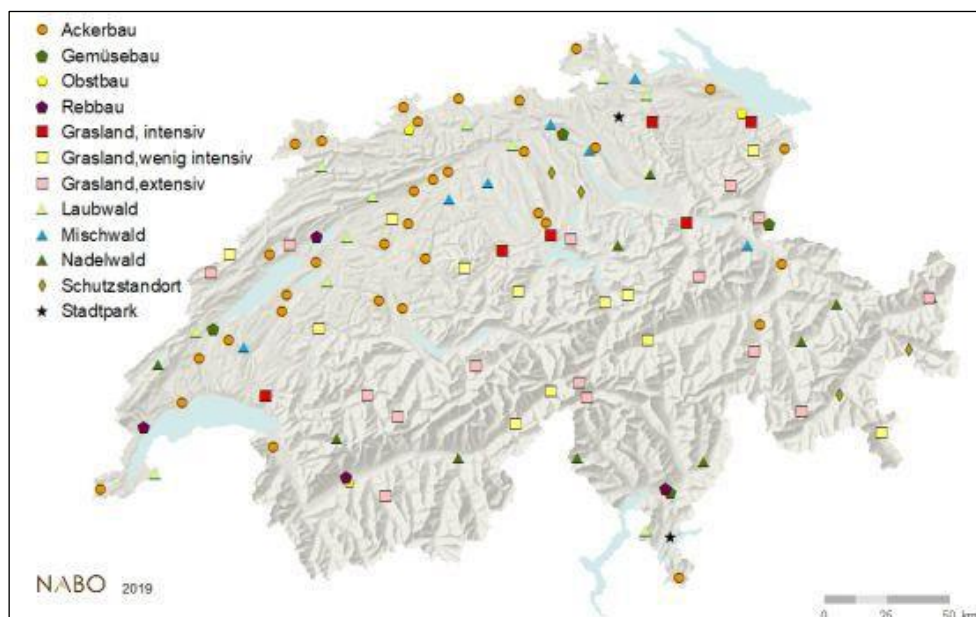 Ackerbau
Gemüsebau
Obstbau
Rebbau
Grasland, intensiv
Grasland,wenig intensiv
Grasland,extensiv
Laubwald
Mischwald
Nadelwald
Schutzstandort
Stadtpark
NABO 2019
0 25 50 km